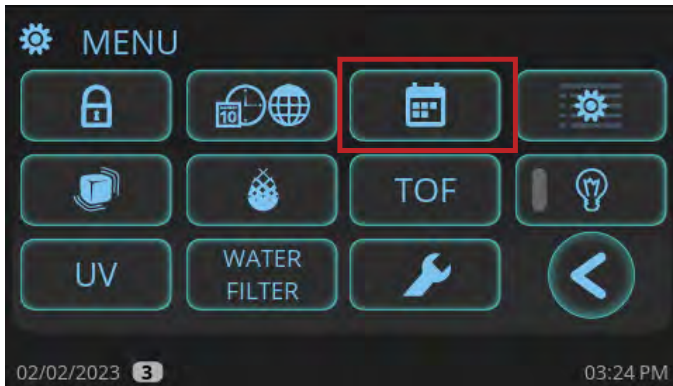 MENU
10
TOF
UV
WATER
FILTER
02/02/2023 3
03:24 PM